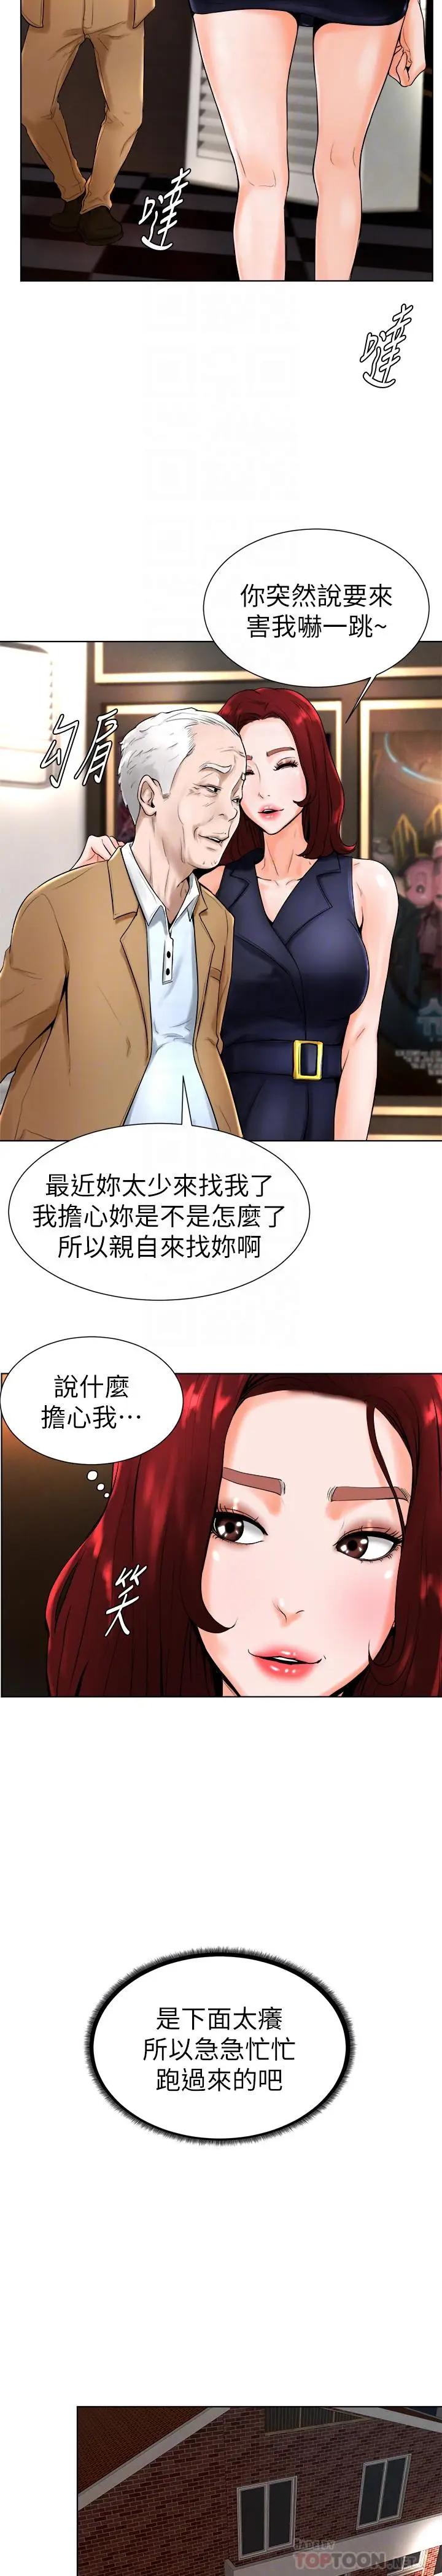 噠
噠
你突然說要來
害我嚇一跳~
勾肩
最近妳太少來找我了
我擔心妳是不是怎麼了
所以親自來找妳啊
說什麼
擔心我…
笑
是下面太癢
所以急急忙忙
跑過來的吧
TOPTOON.NET